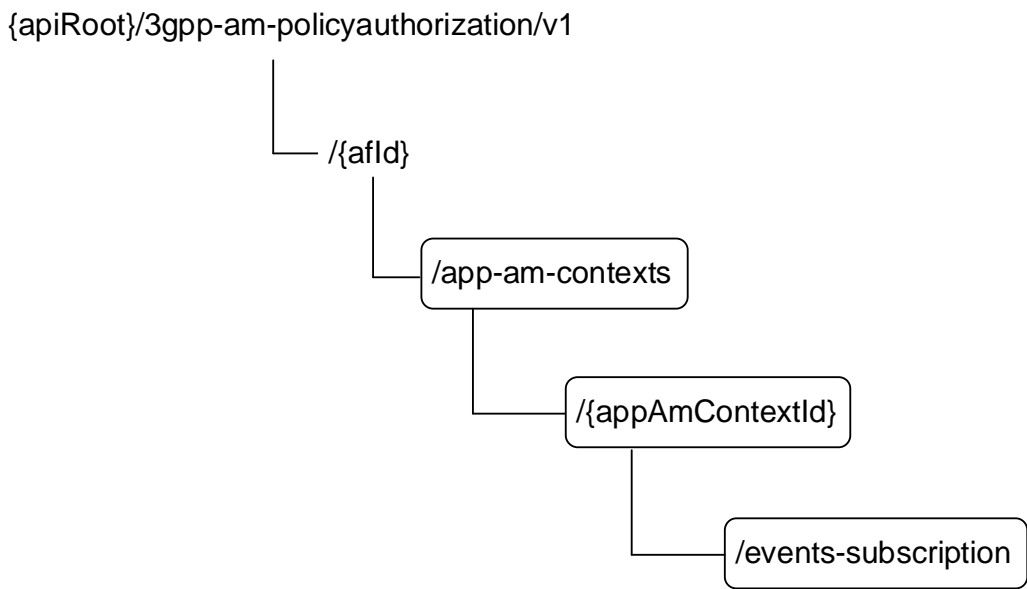 {apiRoot}/3gpp-am-policyauthorization/v1
/{afId}
/app-am-contexts
/{appAmContextId}
/events-subscription